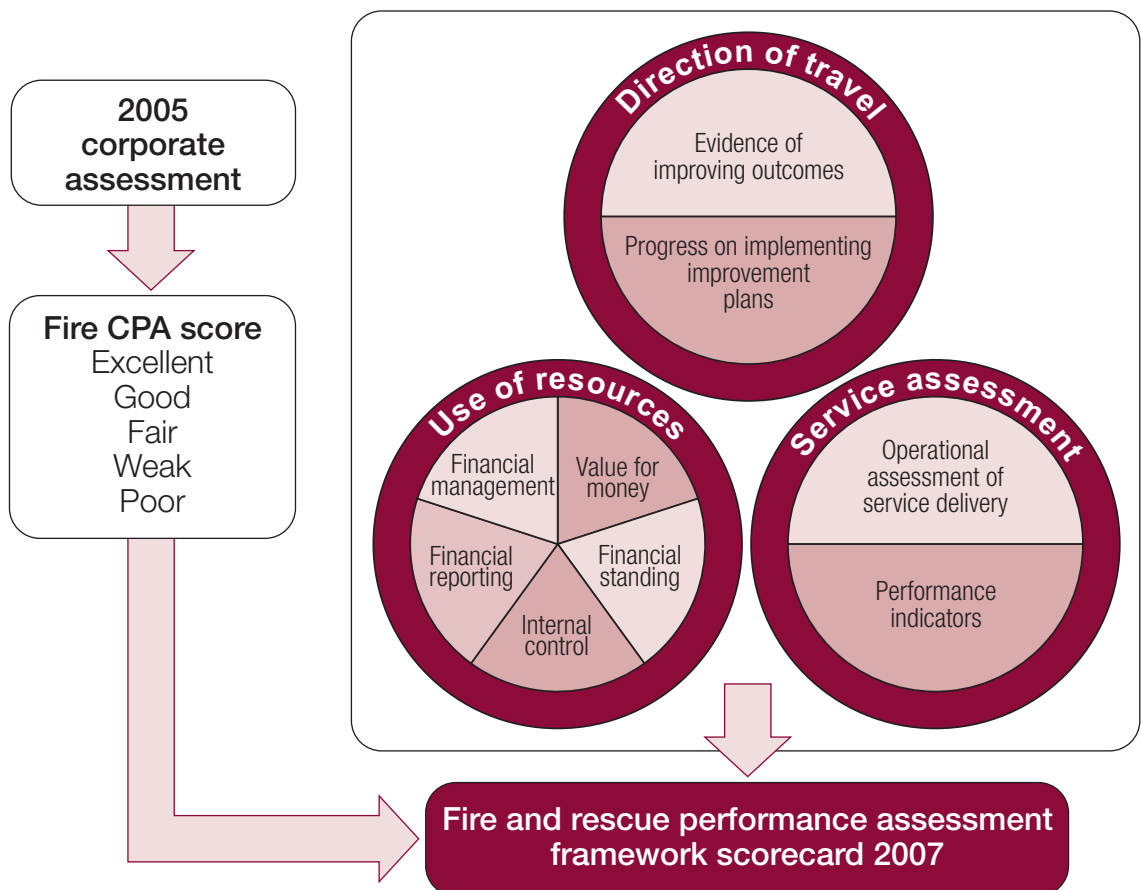 2005
corporate
assessment
Fire CPA score
Excellent
Good
Fair
Weak
Poor
Direction of travel
Evidence of
improving outcomes
Progress on implementing
improvement
plans
Use of resources
Financial
management
Value for
money
Financial
reporting
Financial
standing
Internal
control
Service assessment
Operational
assessment of
service delivery
Performance
indicators
Fire and rescue performance assessment
framework scorecard 2007